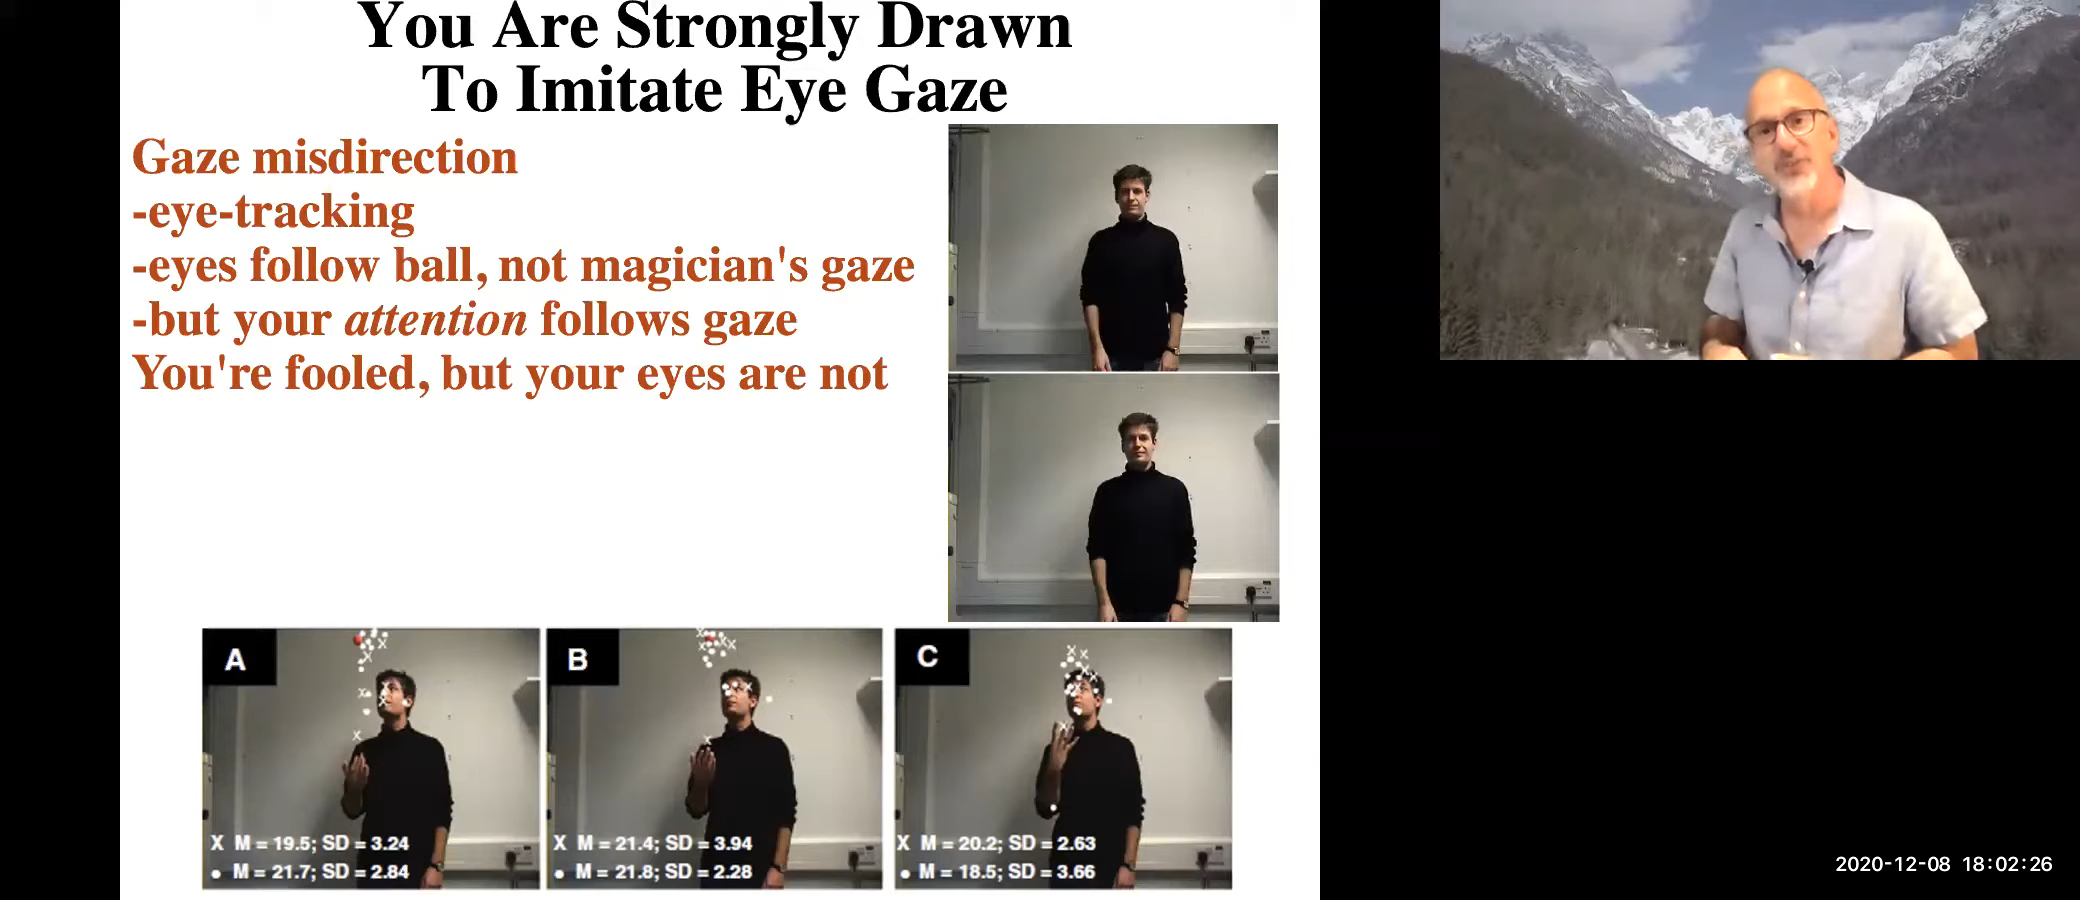 You Are Strongly Drawn
To Imitate Eye Gaze
Gaze misdirection
-eye-tracking
-eyes follow ball, not magician's gaze
-but your attention follows gaze
You're fooled, but your eyes are not
A
X M = 19.5; SD = 3.24
• M = 21.7; SD = 2.84
B
X M = 21.4; SD = 3.94
• M = 21.8; SD = 2.28
C
X M = 20.2; SD = 2.63
• M = 18.5; SD = 3.66
2020-12-08 18:02:26